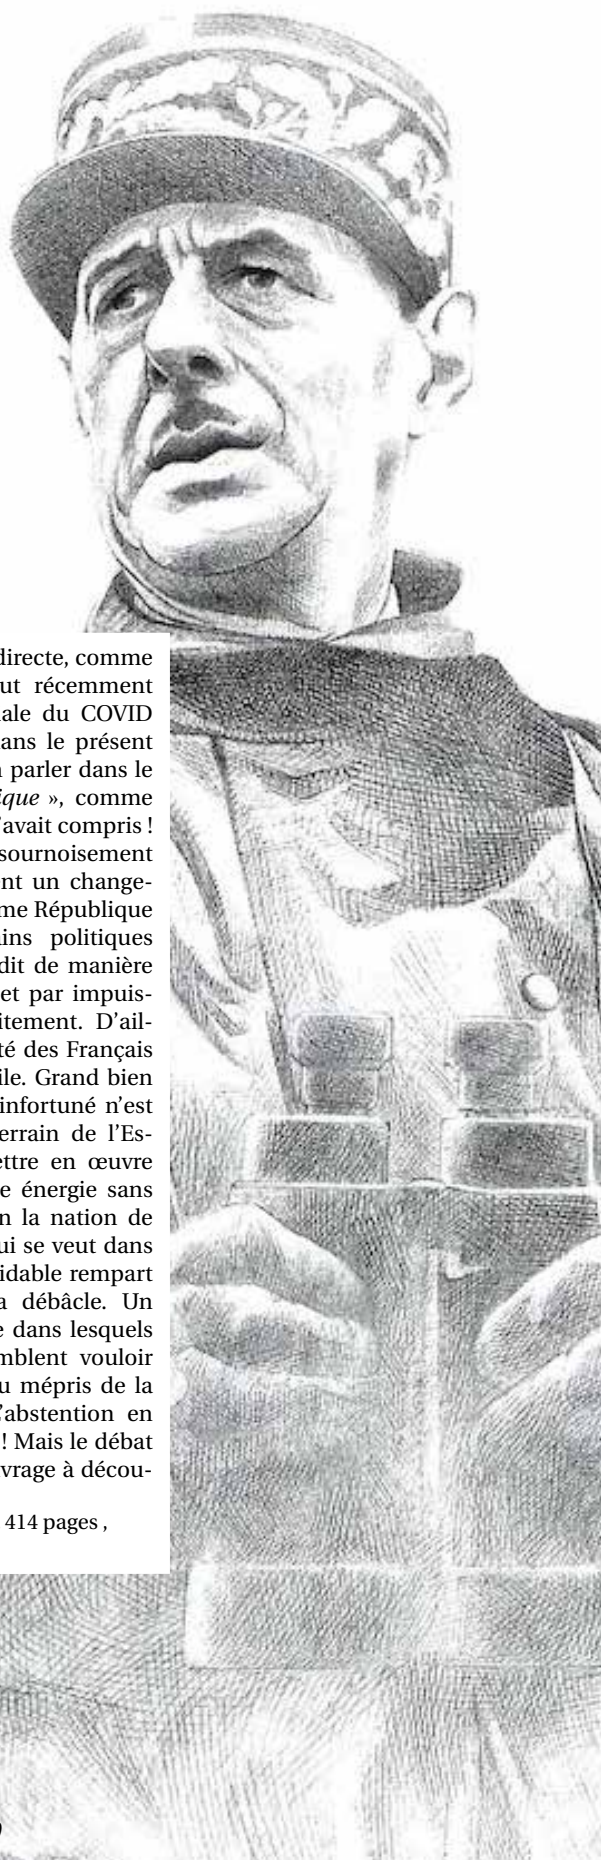 directe, comme
ut récemment
ale du COVID
ans le présent
parler dans le
ique », comme
'avait compris !
sournoisement
nt un change-
me République
ins politiques
dit de manière
et par impuis-
itement. D'ail-
té des Français
ile. Grand bien
infortuné n'est
errain de l'Es-
ettre en œuvre
e énergie sans
n la nation de
ui se veut dans
idable rempart
a débâcle. Un
e dans lesquels
mblent vouloir
u mépris de la
'abstention en
! Mais le débat
vrage à décou-
414 pages ,